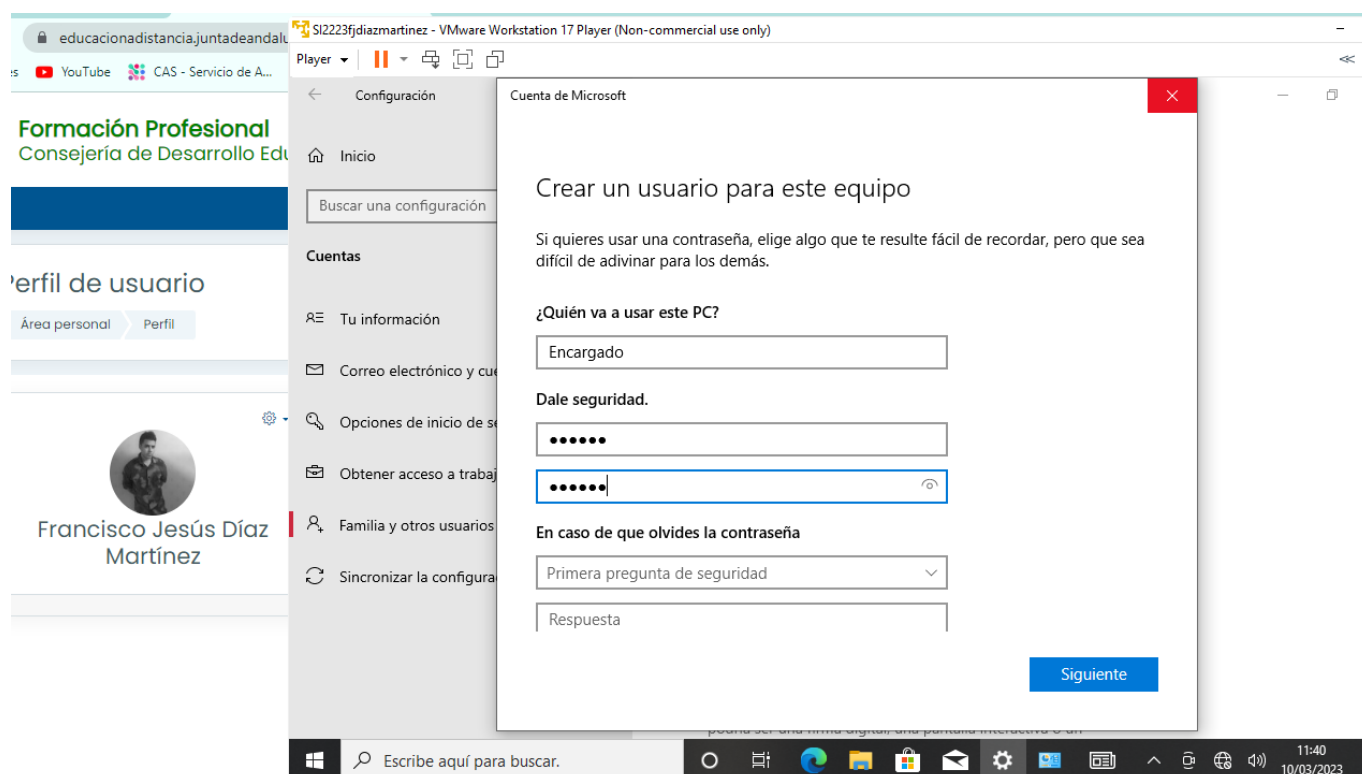 educacionadistancia.juntadeandalu
YouTube
CAS - Servicio de A...
Formación Profesional
Consejería de Desarrollo Edu
Perfil de usuario
Área personal
Perfil
Francisco Jesús Díaz
Martínez
SI2223fjdiazmartinez - VMware Workstation 17 Player (Non-commercial use only)
Player
Configuración
Inicio
Buscar una configuración
Cuentas
Tu información
Correo electrónico y cue
Opciones de inicio de se
Obtener acceso a trabaj
Familia y otros usuarios
Sincronizar la configura
Cuenta de Microsoft
Crear un usuario para este equipo
Si quieres usar una contraseña, elige algo que te resulte fácil de recordar, pero que sea
difícil de adivinar para los demás.
¿Quién va a usar este PC?
Encargado
Dale seguridad.
●●●●●●
●●●●●●
En caso de que olvides la contraseña
Primera pregunta de seguridad
Respuesta
Siguiente
Escribe aquí para buscar.
11:40
10/03/2023